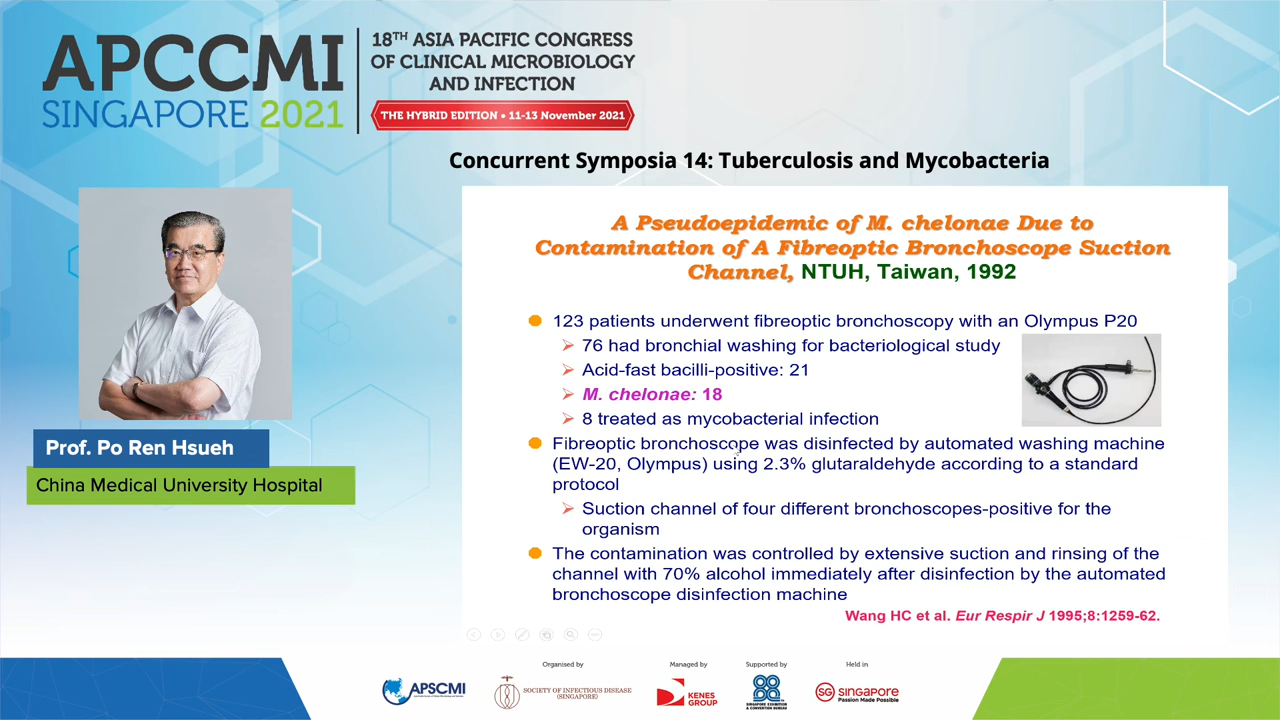 APCCMI
SINGAPORE 2021
18TH ASIA PACIFIC CONGRESS
OF CLINICAL MICROBIOLOGY
AND INFECTION
THE HYBRID EDITION • 11-13 November 2021
Concurrent Symposia 14: Tuberculosis and Mycobacteria
Prof. Po Ren Hsueh
China Medical University Hospital
A Pseudoepidemic of M. chelonae Due to
Contamination of A Fibreoptic Bronchoscope Suction
Channel, NTUH, Taiwan, 1992
123 patients underwent fibreoptic bronchoscopy with an Olympus P20
76 had bronchial washing for bacteriological study
Acid-fast bacilli-positive: 21
M. chelonae: 18
8 treated as mycobacterial infection
Fibreoptic bronchoscope was disinfected by automated washing machine
(EW-20, Olympus) using 2.3% glutaraldehyde according to a standard
protocol
Suction channel of four different bronchoscopes-positive for the
organism
The contamination was controlled by extensive suction and rinsing of the
channel with 70% alcohol immediately after disinfection by the automated
bronchoscope disinfection machine
Wang HC et al. Eur Respir J 1995;8:1259-62.
Organised by
Managed by
Supported by
Held in
APSCMI
SOCIETY OF INFECTIOUS DISEASE
(SINGAPORE)
KENES
GROUP
SINGAPORE EXHIBITION
& CONVENTION BUREAU
SG SINGAPORE
Passion Made Possible